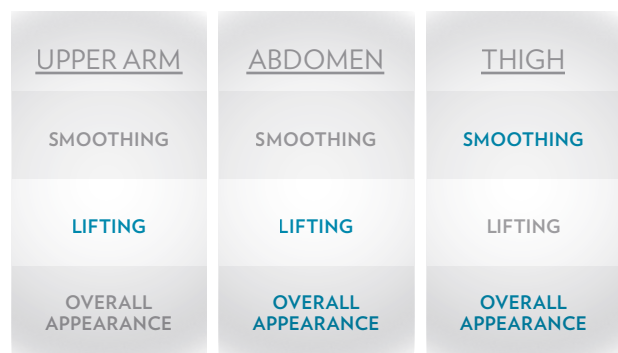 UPPER ARM
SMOOTHING
LIFTING
OVERALL
APPEARANCE
ABDOMEN
SMOOTHING
LIFTING
OVERALL
APPEARANCE
THIGH
SMOOTHING
LIFTING
OVERALL
APPEARANCE